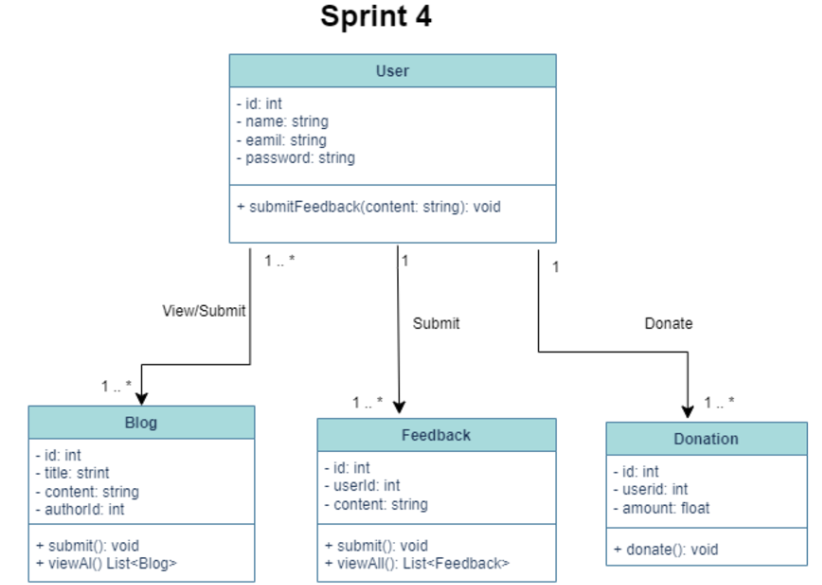 Sprint 4
User
- id: int
- name: string
- eamil: string
- password: string
+ submitFeedback(content: string): void
1 .. *
1
1
View/Submit
Submit
Donate
1 .. *
1 .. *
1 .. *
Blog
- id: int
- title: strint
- content: string
- authorId: int
+ submit(): void
+ viewAl() List<Blog>
Feedback
- id: int
- userId: int
- content: string
+ submit(): void
+ viewAll(): List<Feedback>
Donation
- id: int
- userid: int
- amount: float
+ donate(): void